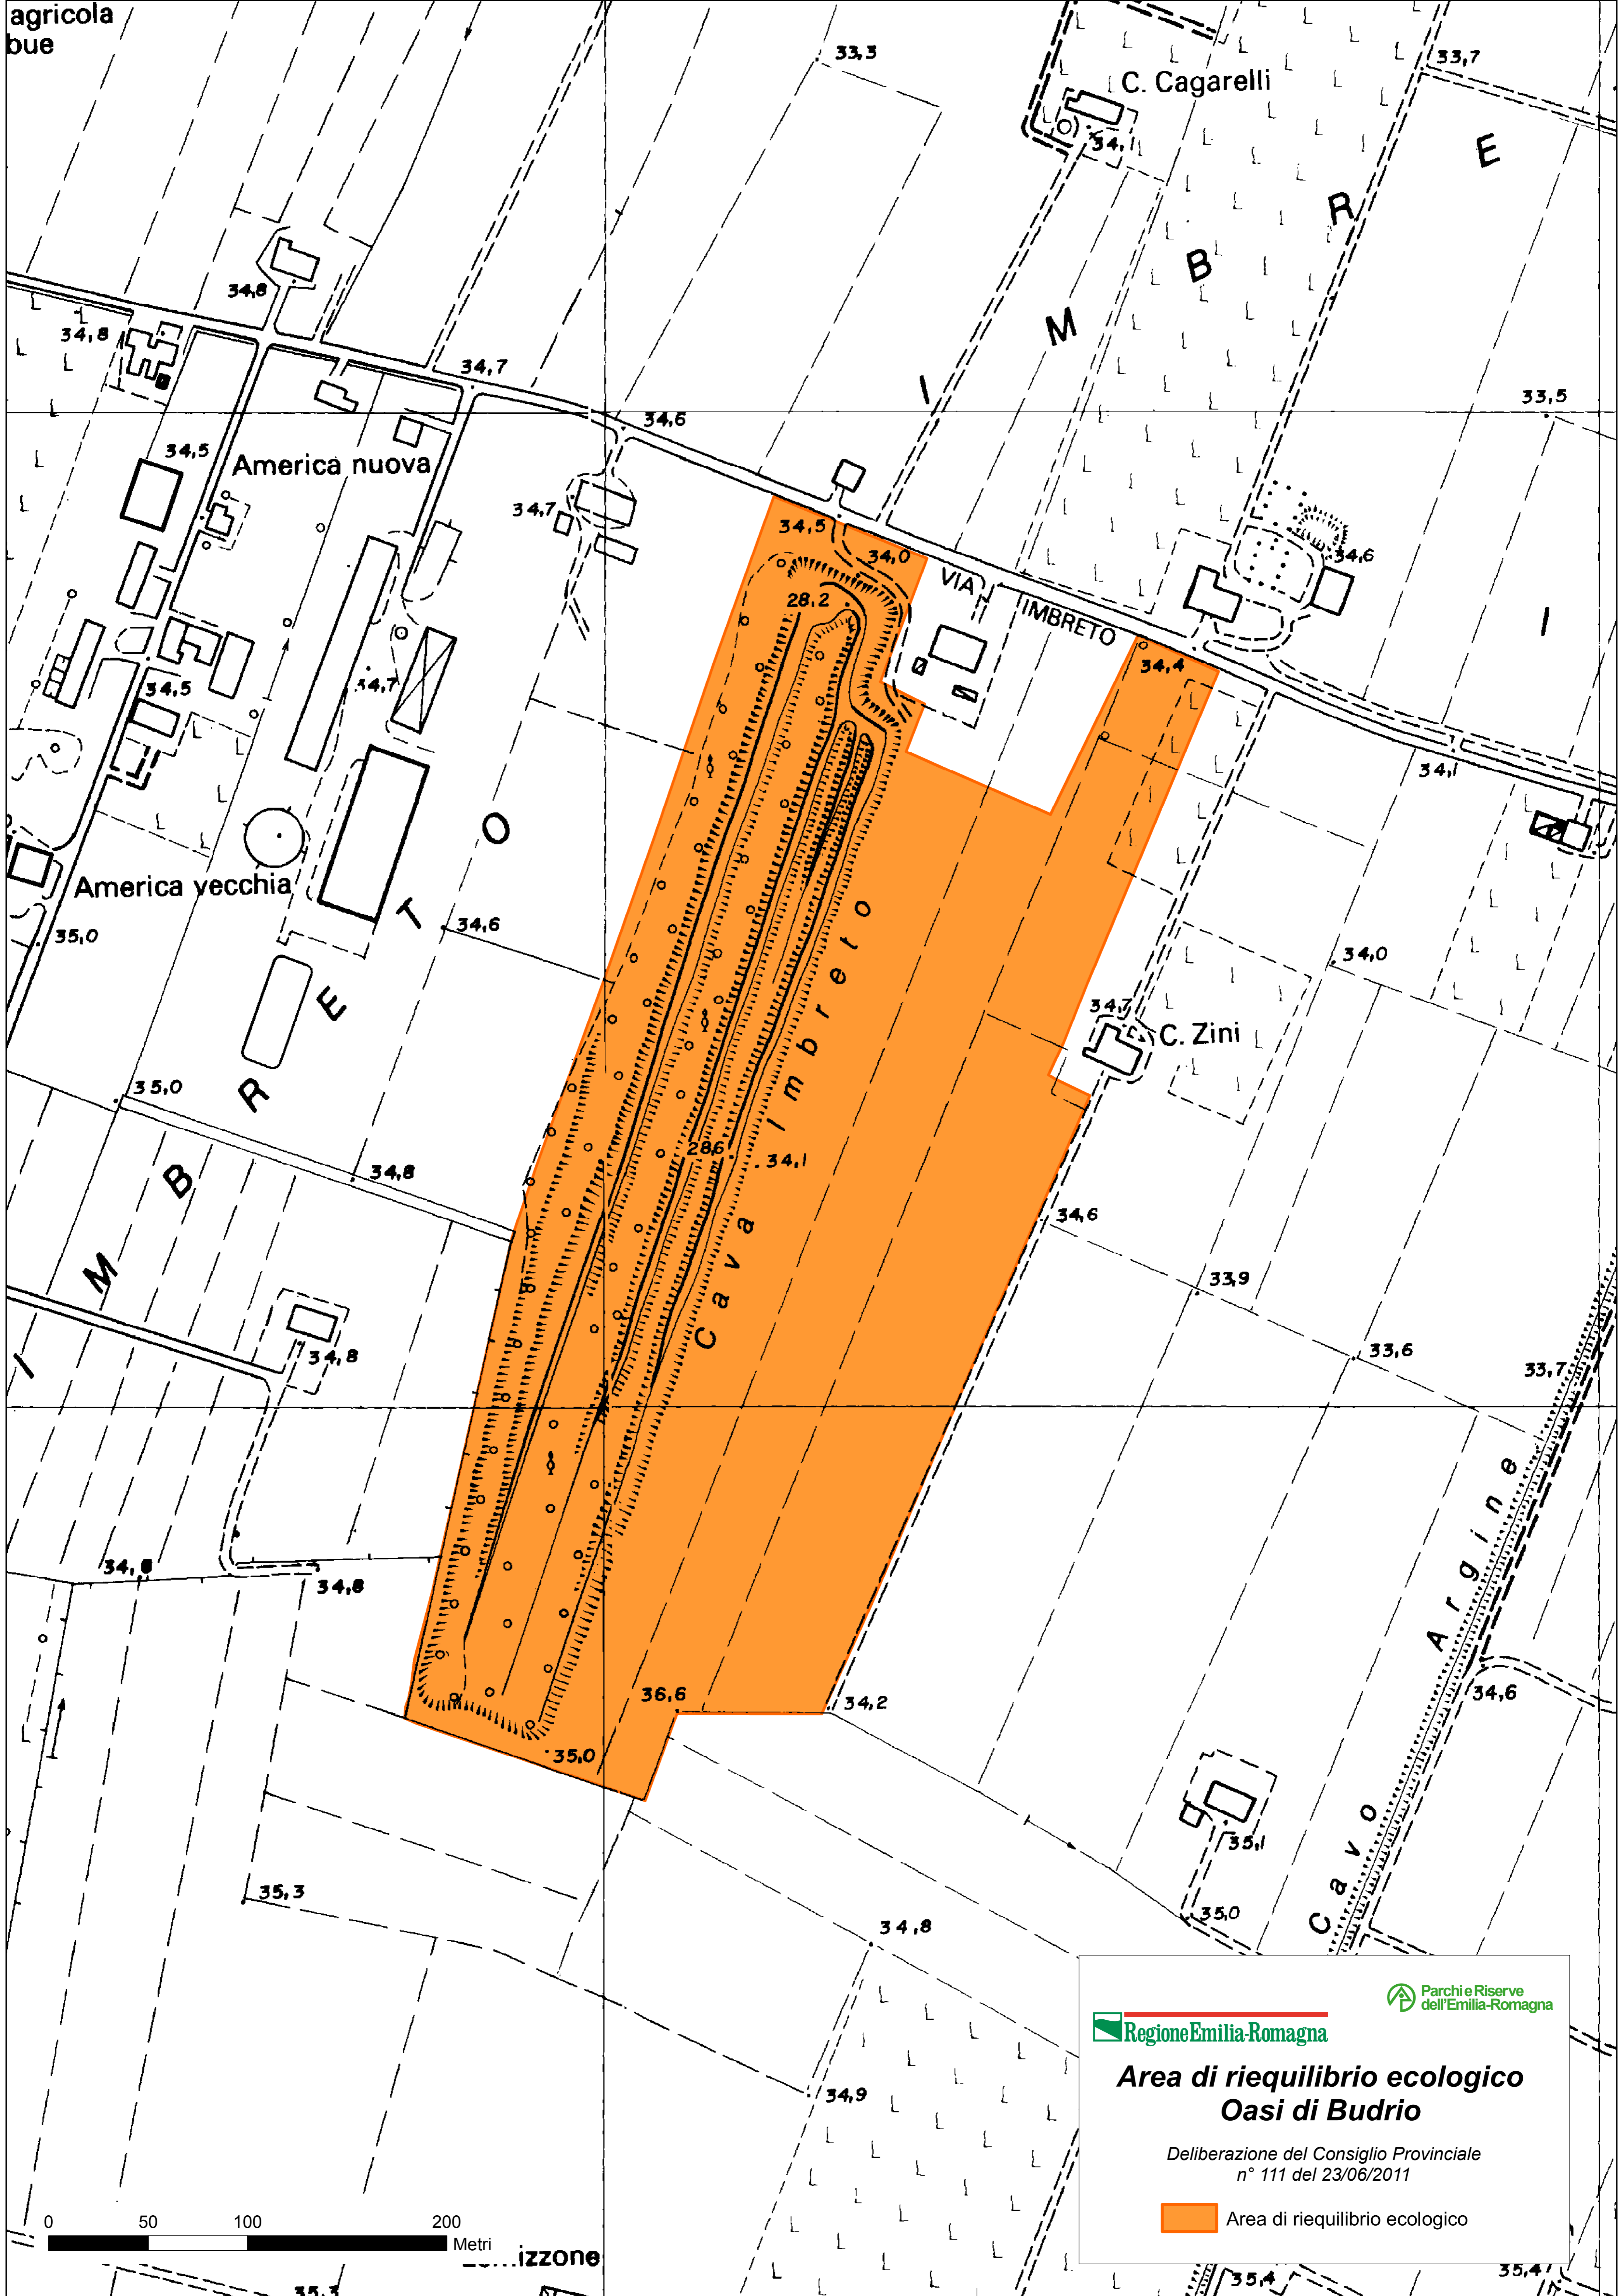 agricola
bue
33,3
33,7
C. Cagarelli
34,1
E
R
B
M
I
34,8
34,8
34,7
34,6
33,5
34,5
America nuova
34,7
34,5
34,0
VIA IMBRETO
34,6
I
28,2
34,4
34,5
34,7
34,1
O
America vecchia
T
34,6
35,0
34,0
E
34,7
C. Zini
35,0
R
Cava Imbreto
28,6
34,1
34,8
B
34,6
M
33,9
34,8
33,6
33,7
I
Cavo Argine
34,8
36,6
34,2
34,6
35,0
35,1
35,3
35,0
34,8
34,9
Parchi e Riserve
dell'Emilia-Romagna
RegioneEmilia-Romagna
Area di riequilibrio ecologico
Oasi di Budrio
Deliberazione del Consiglio Provinciale
n° 111 del 23/06/2011
Area di riequilibrio ecologico
0 50 100 200
Metri
izzone
35,3
35,4
35,4